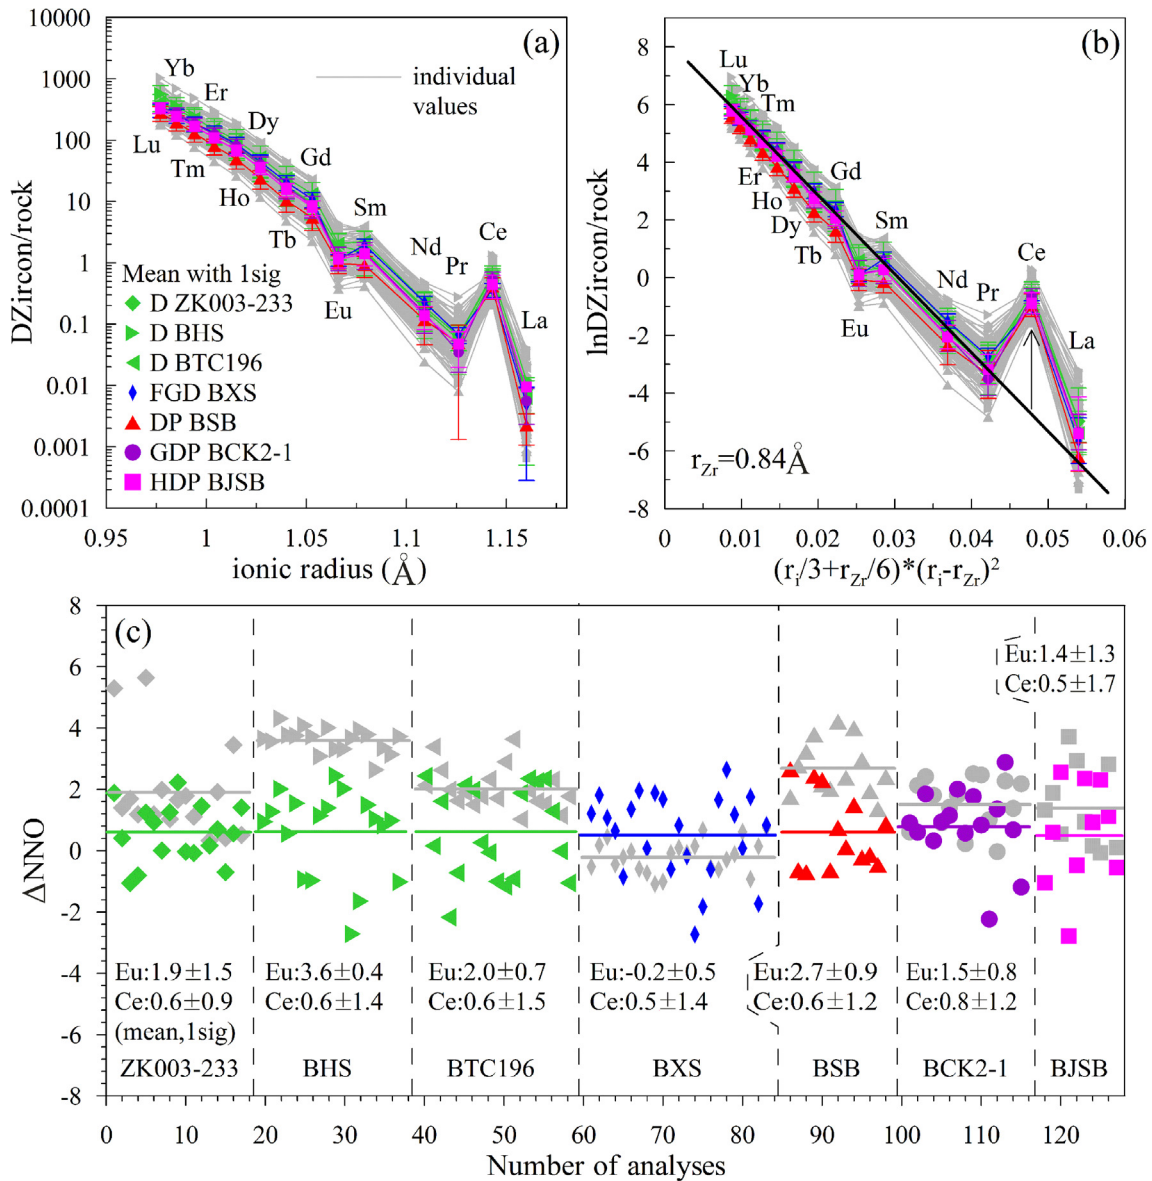 (a)
10000
1000
100
10
1
0.1
0.01
0.001
0.0001
DZircon/rock
individual
values
Yb
Er
Dy
Gd
Sm
Nd
Pr
Ce
La
Lu
Tm
Ho
Tb
Eu
Mean with 1sig
D ZK003-233
D BHS
D BTC196
FGD BXS
DP BSB
GDP BCK2-1
HDP BJSB
0.95
1
1.05
1.1
1.15
ionic radius (Å)
(b)
8
6
4
2
0
-2
-4
-6
-8
lnDZircon/rock
Lu
Yb
Tm
Gd
Sm
Nd
Pr
Ce
La
Er
Ho
Dy
Tb
Eu
rZr=0.84Å
0
0.01
0.02
0.03
0.04
0.05
0.06
(ri/3+rZr/6)*(ri-rZr)2
(c)
8
6
4
2
0
-2
-4
-6
-8
ΔNNO
Eu:1.4±1.3
Ce:0.5±1.7
Eu:1.9±1.5
Ce:0.6±0.9
(mean,1sig)
ZK003-233
Eu:3.6±0.4
Ce:0.6±1.4
BHS
Eu:2.0±0.7
Ce:0.6±1.5
BTC196
Eu:-0.2±0.5
Ce:0.5±1.4
BXS
Eu:2.7±0.9
Ce:0.6±1.2
BSB
Eu:1.5±0.8
Ce:0.8±1.2
BCK2-1
BJSB
0
10
20
30
40
50
60
70
80
90
100
110
120
Number of analyses